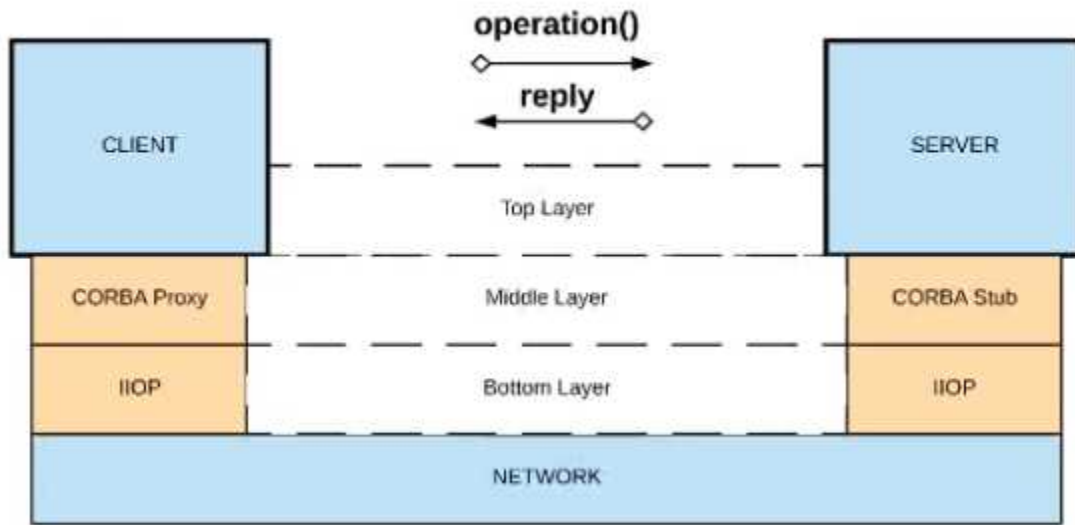 operation()
reply
CLIENT
SERVER
Top Layer
CORBA Proxy
Middle Layer
CORBA Stub
IIOP
Bottom Layer
IIOP
NETWORK